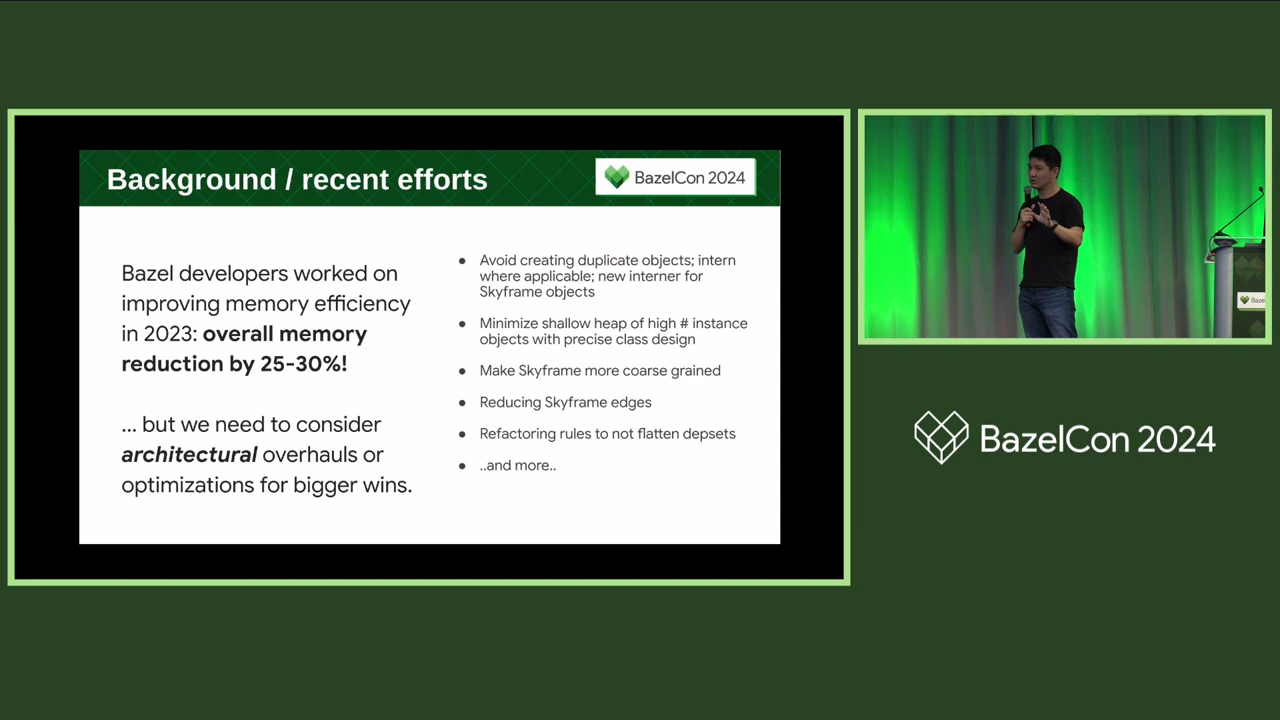 Background / recent efforts
BazelCon 2024
Bazel developers worked on
improving memory efficiency
in 2023: overall memory
reduction by 25-30%!
... but we need to consider
architectural overhauls or
optimizations for bigger wins.
● Avoid creating duplicate objects; intern
where applicable; new interner for
Skyframe objects
● Minimize shallow heap of high # instance
objects with precise class design
● Make Skyframe more coarse grained
● Reducing Skyframe edges
● Refactoring rules to not flatten depsets
● ..and more..
Baze
BazelCon 2024